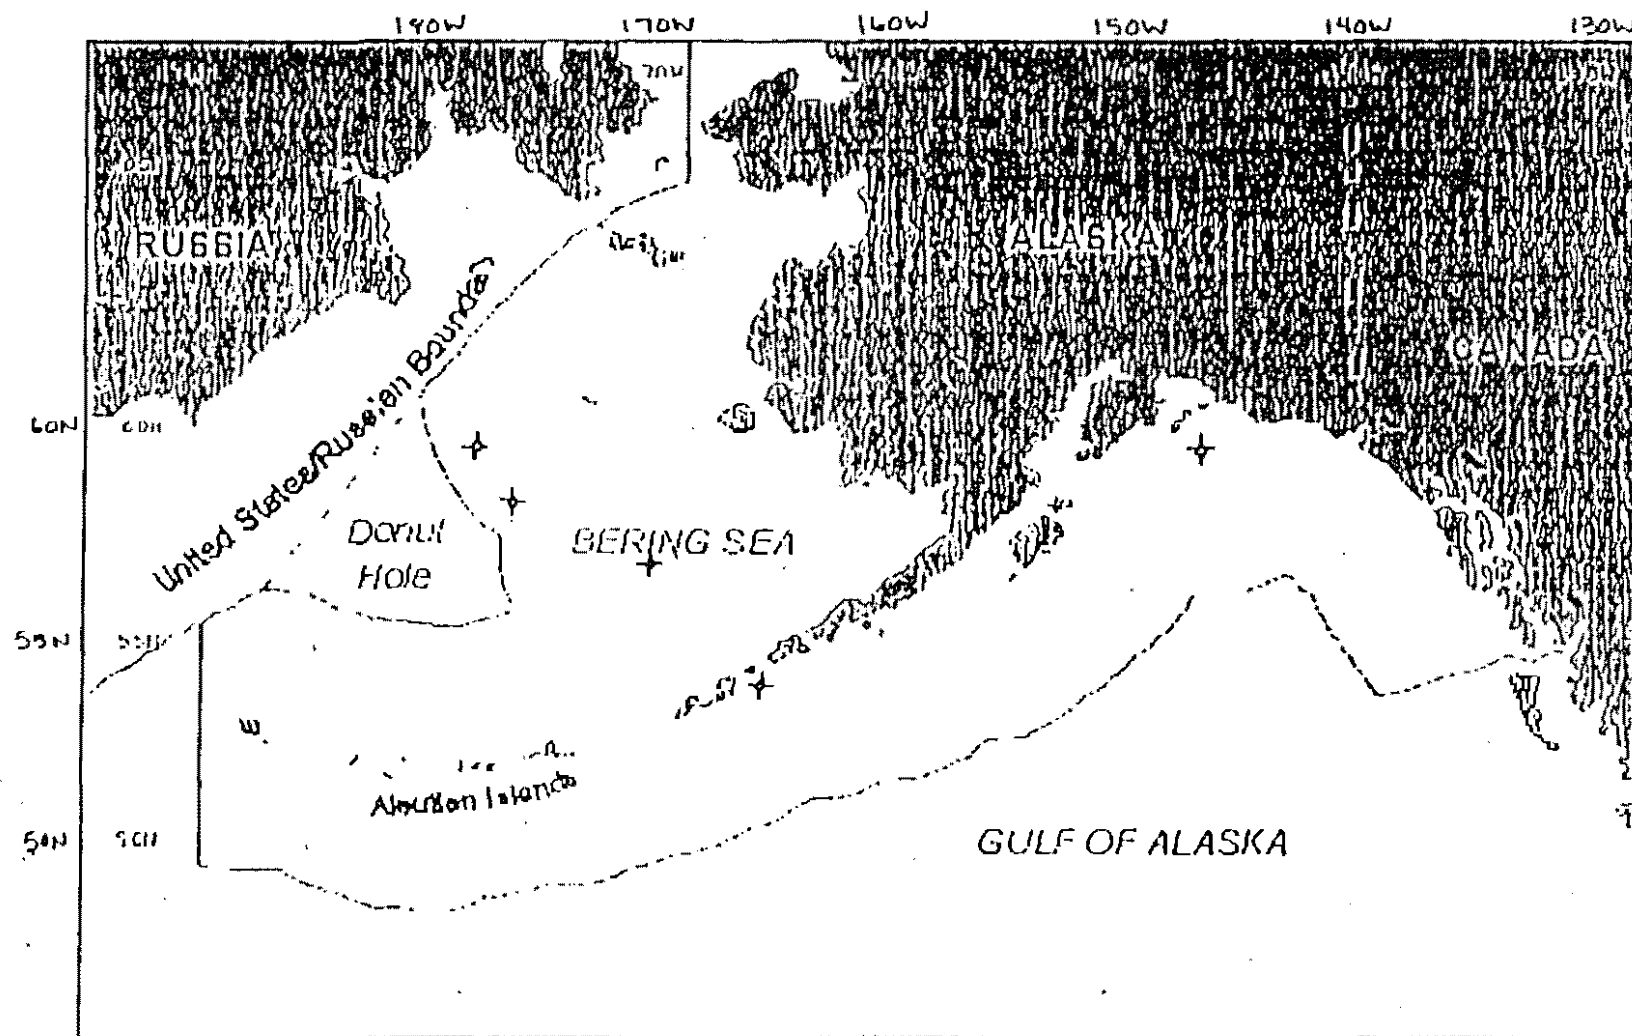 180W 170W 160W 150W 140W 130W
RUSSIA
ALASKA
CANADA
60N
United States/Russian Boundary
Donut
Hole
BERING SEA
55N
Aleutian Islands
50N
GULF OF ALASKA